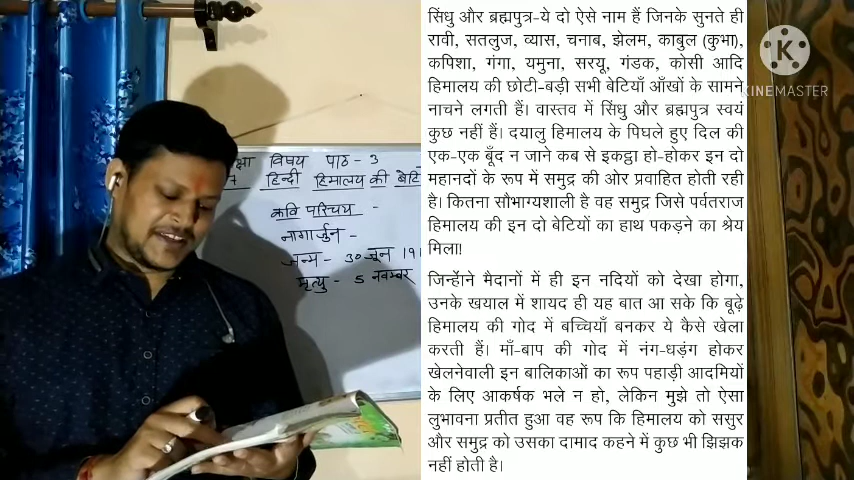 विषय पाठ - 3
हिन्दी हिमालय की बेटि
कवि परिचय -
नागार्जुन -
जन्म - 30 जून 191
मृत्यु - 5 नवम्बर
सिंधु और ब्रह्मपुत्र-ये दो ऐसे नाम हैं जिनके सुनते ही
रावी, सतलुज, व्यास, चनाब, झेलम, काबुल (कुभा),
कपिशा, गंगा, यमुना, सरयू, गंडक, कोसी आदि
हिमालय की छोटी-बड़ी सभी बेटियाँ आँखों के सामने
नाचने लगती हैं। वास्तव में सिंधु और ब्रह्मपुत्र स्वयं
कुछ नहीं हैं। दयालु हिमालय के पिघले हुए दिल की
एक-एक बूँद न जाने कब से इकट्ठा हो-होकर इन दो
महानदों के रूप में समुद्र की ओर प्रवाहित होती रही
है। कितना सौभाग्यशाली है वह समुद्र जिसे पर्वतराज
हिमालय की इन दो बेटियों का हाथ पकड़ने का श्रेय
मिला!
जिन्होंने मैदानों में ही इन नदियों को देखा होगा,
उनके खयाल में शायद ही यह बात आ सके कि बूढ़े
हिमालय की गोद में बच्चियाँ बनकर ये कैसे खेला
करती हैं। माँ-बाप की गोद में नंग-धड़ंग होकर
खेलनेवाली इन बालिकाओं का रूप पहाड़ी आदमियों
के लिए आकर्षक भले न हो, लेकिन मुझे तो ऐसा
लुभावना प्रतीत हुआ वह रूप कि हिमालय को ससुर
और समुद्र को उसका दामाद कहने में कुछ भी झिझक
नहीं होती है।
KINEMASTER